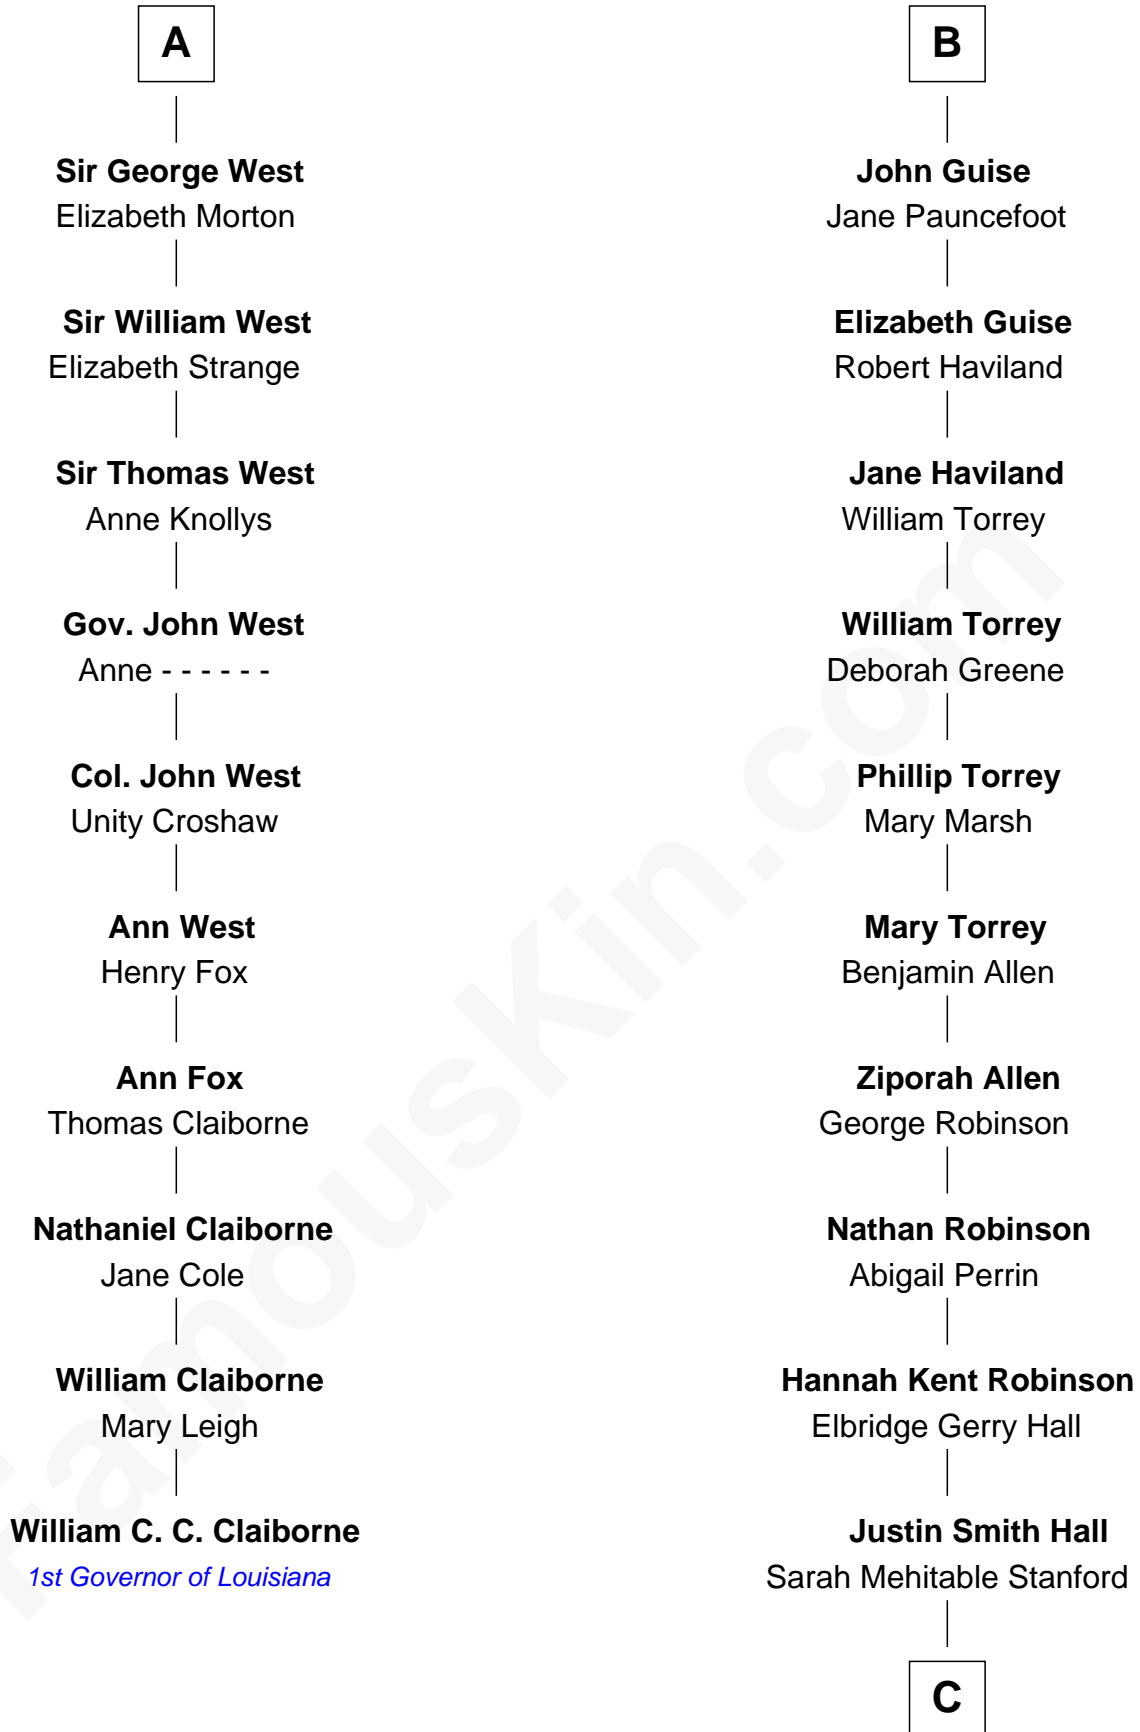 A
Sir George West
Elizabeth Morton
Sir William West
Elizabeth Strange
Sir Thomas West
Anne Knollys
Gov. John West
Anne - - - - - -
Col. John West
Unity Croshaw
Ann West
Henry Fox
Ann Fox
Thomas Claiborne
Nathaniel Claiborne
Jane Cole
William Claiborne
Mary Leigh
William C. C. Claiborne
1st Governor of Louisiana
B
John Guise
Jane Pauncefoot
Elizabeth Guise
Robert Haviland
Jane Haviland
William Torrey
William Torrey
Deborah Greene
Phillip Torrey
Mary Marsh
Mary Torrey
Benjamin Allen
Ziporah Allen
George Robinson
Nathan Robinson
Abigail Perrin
Hannah Kent Robinson
Elbridge Gerry Hall
Justin Smith Hall
Sarah Mehitable Stanford
C
FamousKin.com